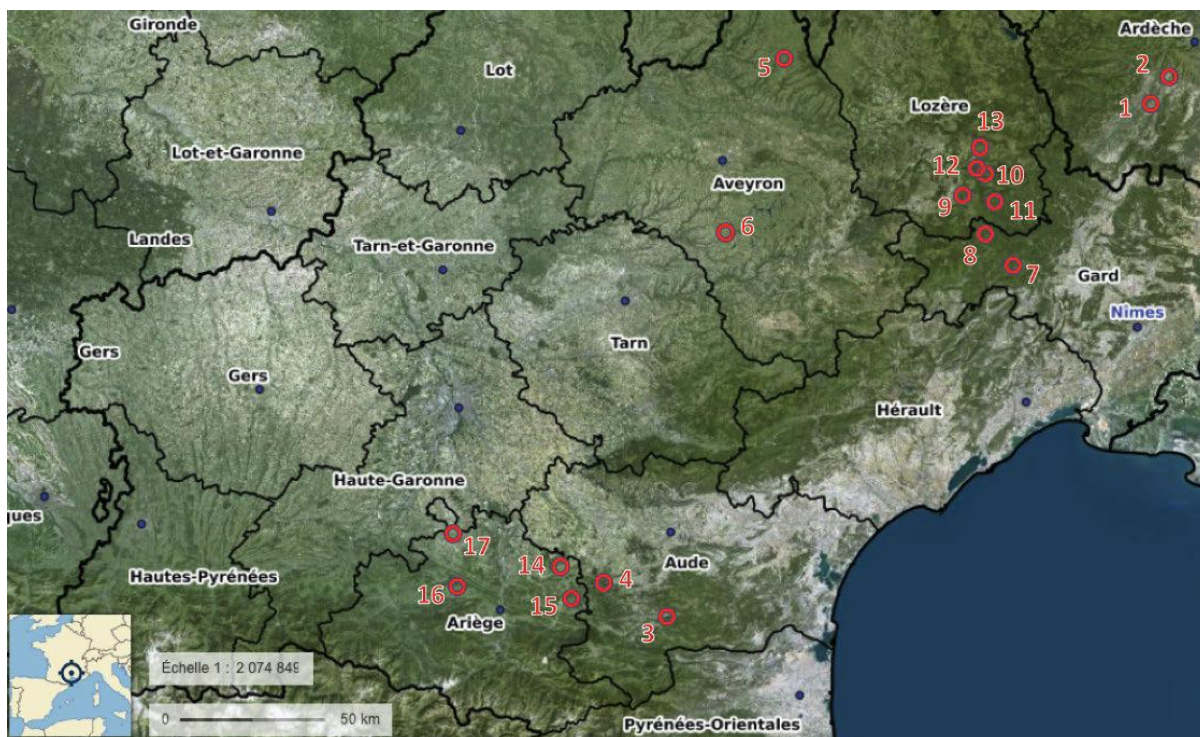 Gironde
Ardèche
Lot
5
2
1
Lozère
13
Lot-et-Garonne
12
10
Aveyron
9
11
Landes
Tarn-et-Garonne
6
8
7
Gard
Nîmes
Gers
Tarn
Gers
Hérault
Haute-Garonne
ques
17
14
Aude
Hautes-Pyrénées
16
15
4
Ariège
3
Échelle 1 : 2 074 849
0 50 km
Pyrénées-Orientales